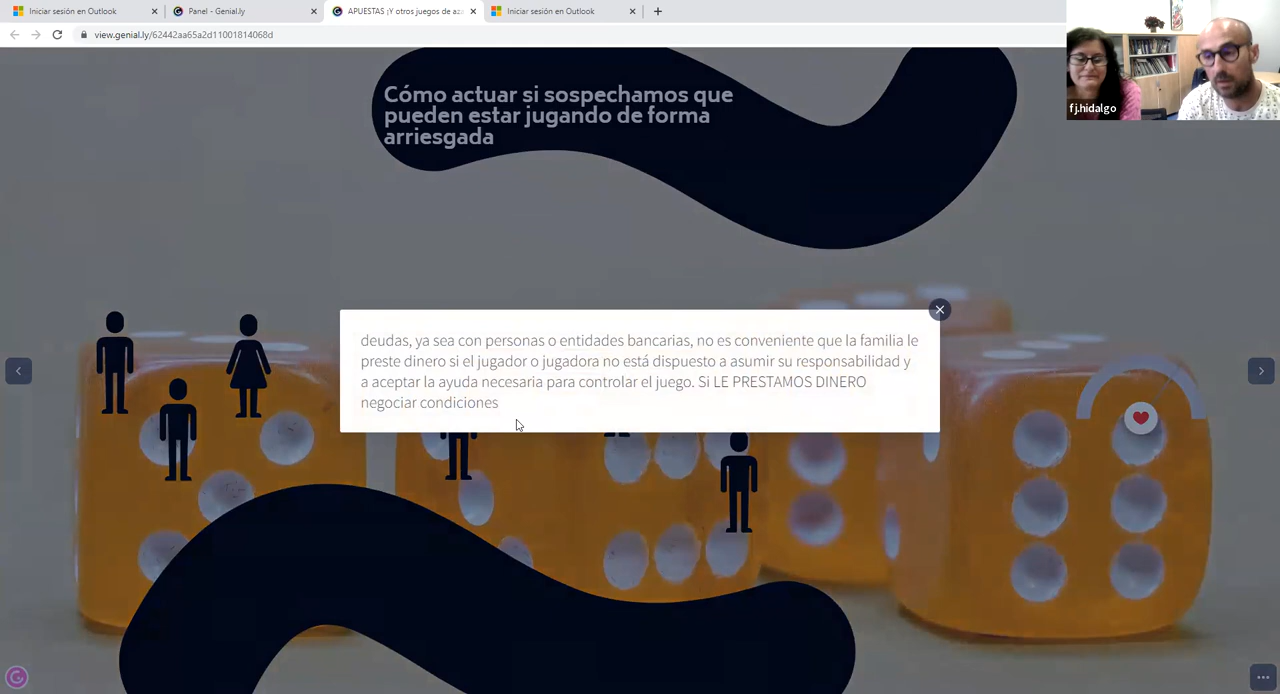 Iniciar sesión en Outlook
Panel - Genial.ly
APUESTAS ¡Y otros juegos de aza
Iniciar sesión en Outlook
view.genial.ly/62442aa65a2d11001814068d
fj.hidalgo
Cómo actuar si sospechamos que
pueden estar jugando de forma
arriesgada
deudas, ya sea con personas o entidades bancarias, no es conveniente que la familia le
preste dinero si el jugador o jugadora no está dispuesto a asumir su responsabilidad y
a aceptar la ayuda necesaria para controlar el juego. Si LE PRESTAMOS DINERO
negociar condiciones